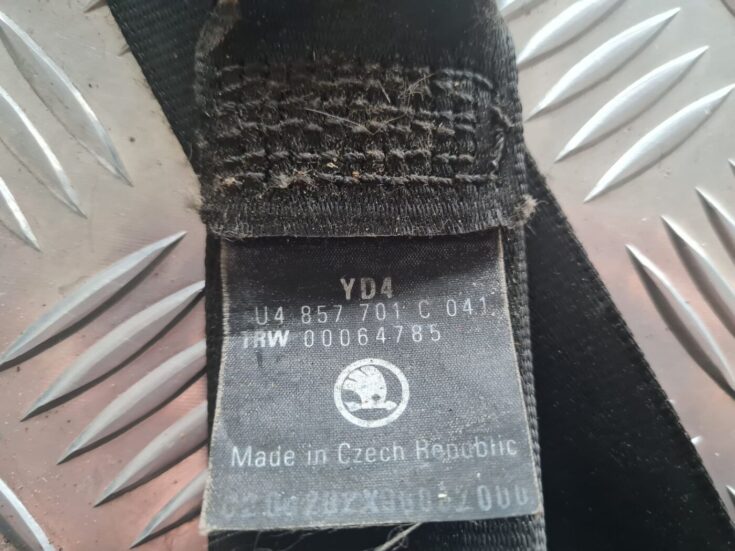 YD4
U4 857 701 C 041
TRW 00064785
Made in Czech Republic